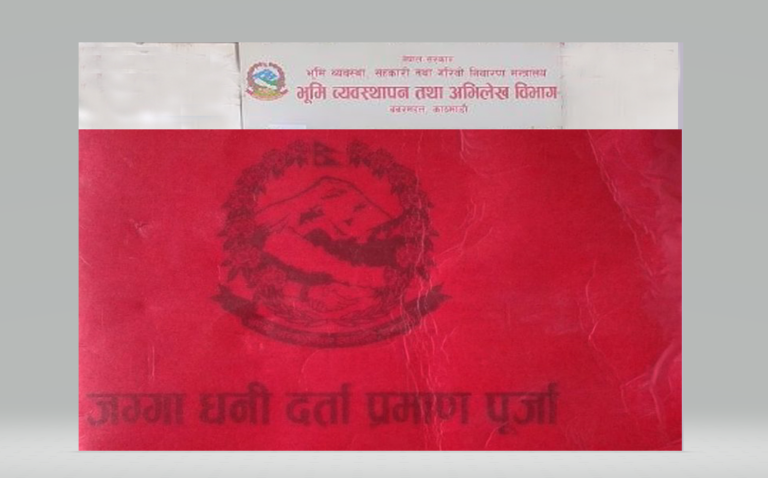 नेपाल सरकार
भूमि व्यवस्था, सहकारी तथा गरिवी निवारण मन्त्रालय
भूमि व्यवस्थापन तथा अभिलेख विभाग
बबरमहल, काठमाडौं
जग्गा धनी दर्ता प्रमाण पूर्जा